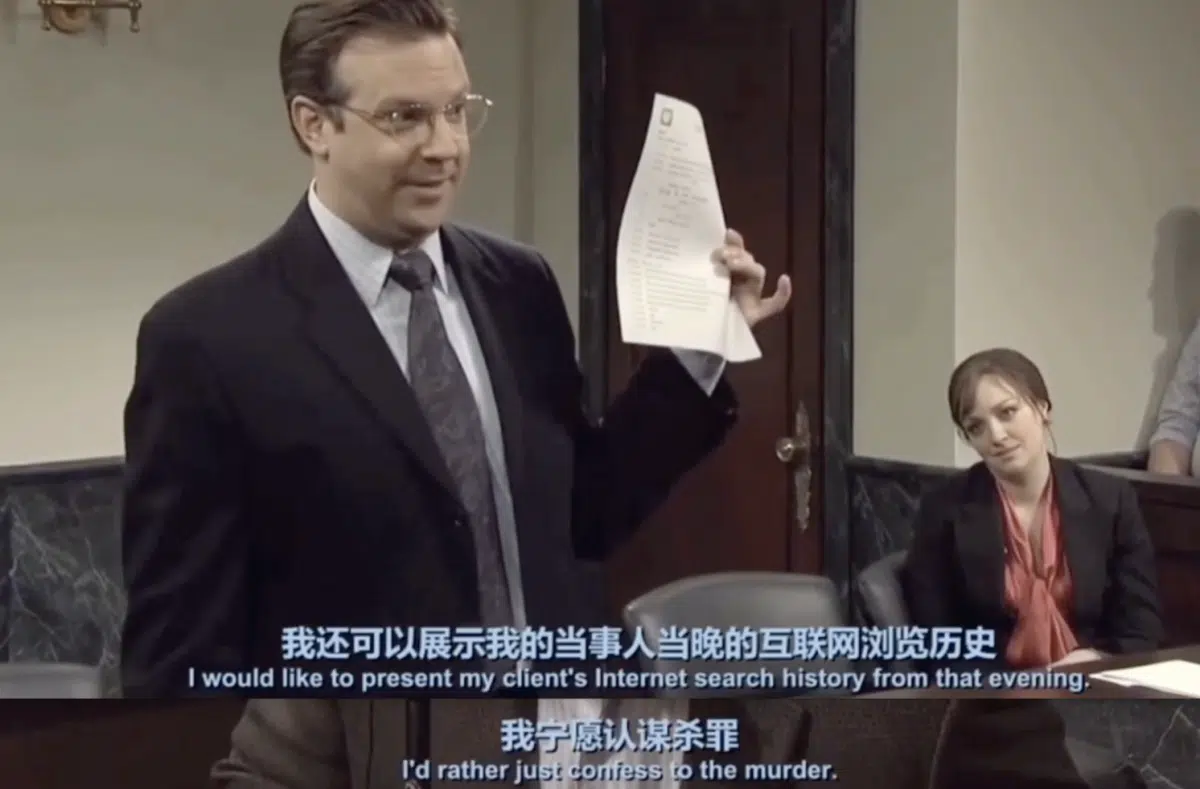 我还可以展示我的当事人当晚的互联网浏览历史
I would like to present my client's Internet search history from that evening.
我宁愿认谋杀罪
I'd rather just confess to the murder.